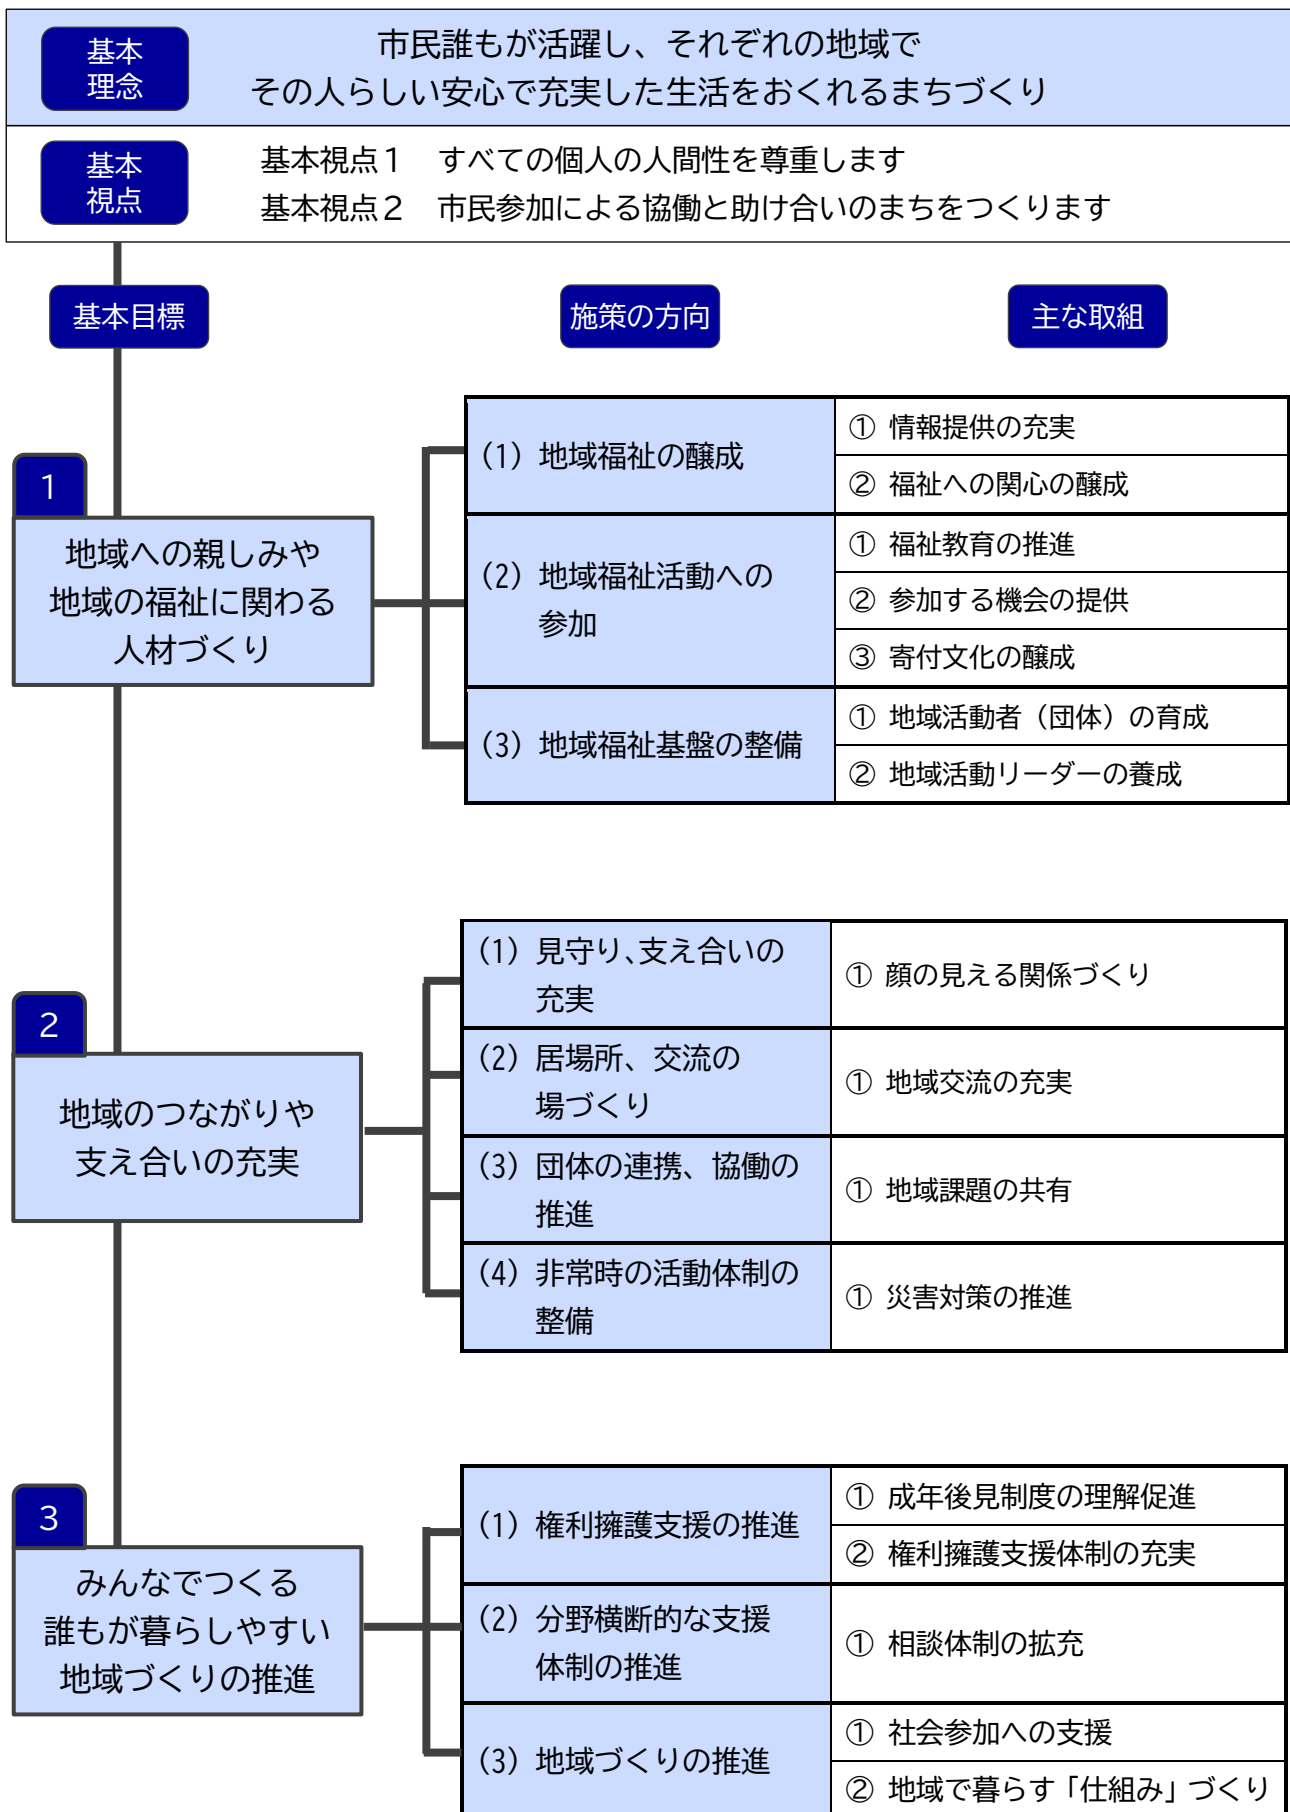 基本
理念
市民誰もが活躍し、それぞれの地域で
その人らしい安心で充実した生活をおくれるまちづくり
基本
視点
基本視点１　すべての個人の人間性を尊重します
基本視点２　市民参加による協働と助け合いのまちをつくります
基本目標
施策の方向
主な取組
1
地域への親しみや
地域の福祉に関わる
人材づくり
(1) 地域福祉の醸成
① 情報提供の充実
② 福祉への関心の醸成
(2) 地域福祉活動への
参加
① 福祉教育の推進
② 参加する機会の提供
③ 寄付文化の醸成
(3) 地域福祉基盤の整備
① 地域活動者（団体）の育成
② 地域活動リーダーの養成
2
地域のつながりや
支え合いの充実
(1) 見守り、支え合いの
充実
① 顔の見える関係づくり
(2) 居場所、交流の
場づくり
① 地域交流の充実
(3) 団体の連携、協働の
推進
① 地域課題の共有
(4) 非常時の活動体制の
整備
① 災害対策の推進
3
みんなでつくる
誰もが暮らしやすい
地域づくりの推進
(1) 権利擁護支援の推進
① 成年後見制度の理解促進
② 権利擁護支援体制の充実
(2) 分野横断的な支援
体制の推進
① 相談体制の拡充
(3) 地域づくりの推進
① 社会参加への支援
② 地域で暮らす「仕組み」づくり